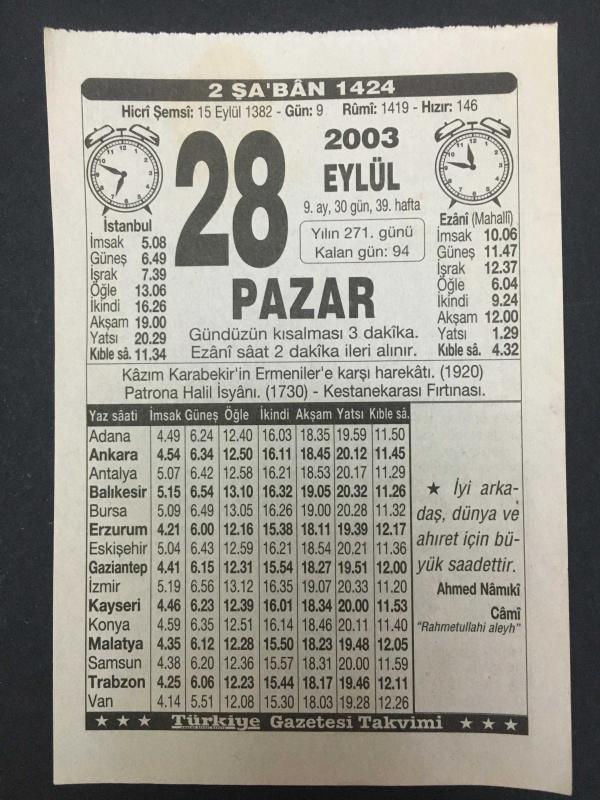 2 ŞA'BÂN 1424
Hicrî Şemsî: 15 Eylül 1382 - Gün: 9 Rûmî: 1419 - Hızır: 146
28
2003
EYLÜL
9. ay, 30 gün, 39. hafta
Yılın 271. günü
Kalan gün: 94
PAZAR
İstanbul
İmsak 5.08
Güneş 6.49
İşrak 7.39
Öğle 13.06
İkindi 16.26
Akşam 19.00
Yatsı 20.29
Kıble sâ. 11.34
Ezânî (Mahallî)
İmsak 10.06
Güneş 11.47
İşrak 12.37
Öğle 6.04
İkindi 9.24
Akşam 12.00
Yatsı 1.29
Kıble sâ. 4.32
Gündüzün kısalması 3 dakîka.
Ezânî sâat 2 dakîka ileri alınır.
Kâzım Karabekir'in Ermeniler'e karşı harekâtı. (1920)
Patrona Halil İsyânı. (1730) - Kestanekarası Fırtınası.
Yaz sâati İmsak Güneş Öğle İkindi Akşam Yatsı Kıble sâ.
Adana 4.49 6.24 12.40 16.03 18.35 19.59 11.50
Ankara 4.54 6.34 12.50 16.11 18.45 20.12 11.45
Antalya 5.07 6.42 12.58 16.21 18.53 20.17 11.29
Balıkesir 5.15 6.54 13.10 16.32 19.05 20.32 11.26
Bursa 5.09 6.49 13.05 16.26 19.00 20.28 11.32
Erzurum 4.21 6.00 12.16 15.38 18.11 19.39 12.17
Eskişehir 5.04 6.43 12.59 16.21 18.54 20.21 11.36
Gaziantep 4.41 6.15 12.31 15.54 18.27 19.51 12.00
İzmir 5.19 6.56 13.12 16.35 19.07 20.33 11.20
Kayseri 4.46 6.23 12.39 16.01 18.34 20.00 11.53
Konya 4.59 6.35 12.51 16.14 18.46 20.11 11.40
Malatya 4.35 6.12 12.28 15.50 18.23 19.48 12.05
Samsun 4.38 6.20 12.36 15.57 18.31 20.00 11.59
Trabzon 4.25 6.06 12.23 15.44 18.17 19.46 12.11
Van 4.14 5.51 12.08 15.30 18.03 19.28 12.26
★ İyi arka-
daş, dünya ve
ahıret için bü-
yük saadettir.
Ahmed Nâmıkî
Câmî
"Rahmetullahi aleyh"
★ ★ ★ Türkiye Gazetesi Takvimi ★ ★ ★